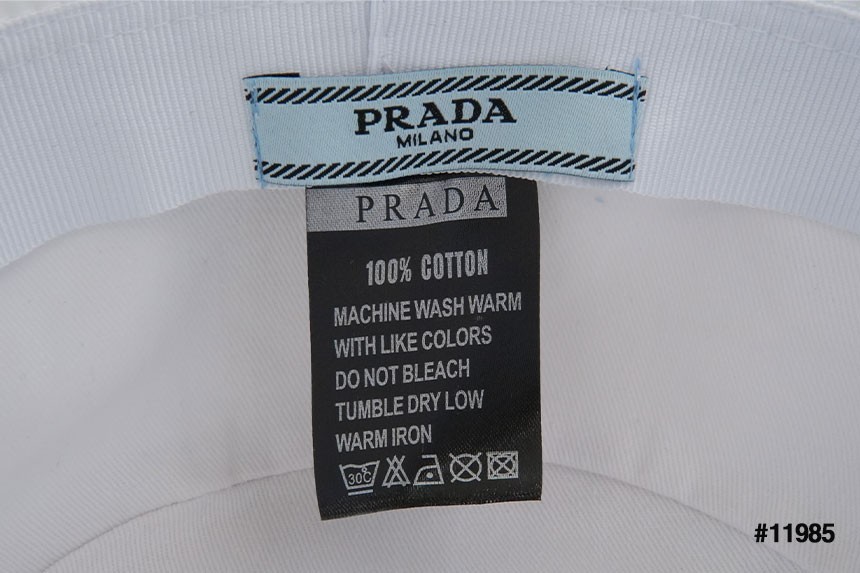 PRADA
MILANO
PRADA
100% COTTON
MACHINE WASH WARM
WITH LIKE COLORS
DO NOT BLEACH
TUMBLE DRY LOW
WARM IRON
30C
#11985